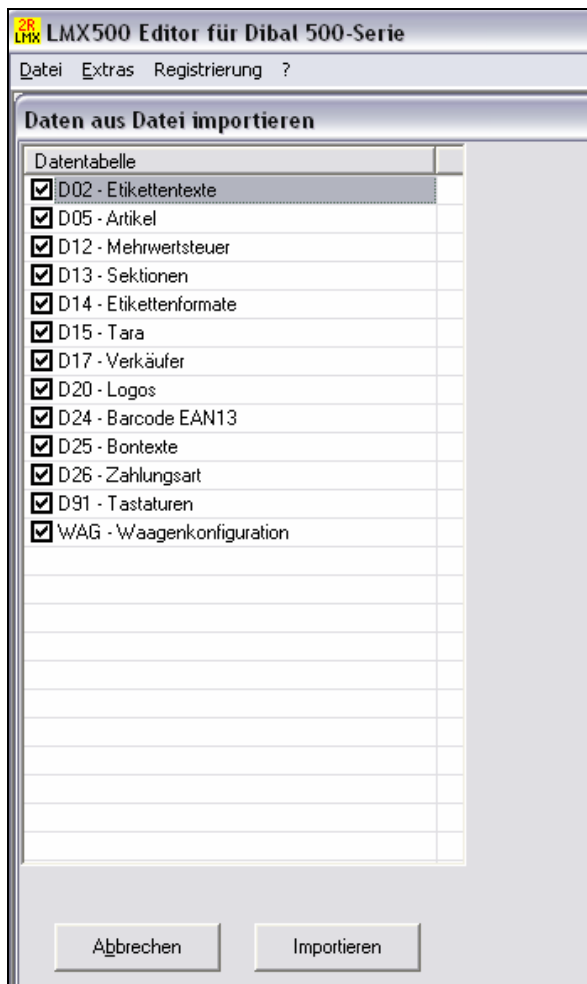 2R
LMX LMX500 Editor für Dibal 500-Serie
Datei Extras Registrierung ?
Daten aus Datei importieren
Datentabelle
D02 - Etikettentexte
D05 - Artikel
D12 - Mehrwertsteuer
D13 - Sektionen
D14 - Etikettenformate
D15 - Tara
D17 - Verkäufer
D20 - Logos
D24 - Barcode EAN13
D25 - Bontexte
D26 - Zahlungsart
D91 - Tastaturen
WAG - Waagenkonfiguration
Abbrechen Importieren